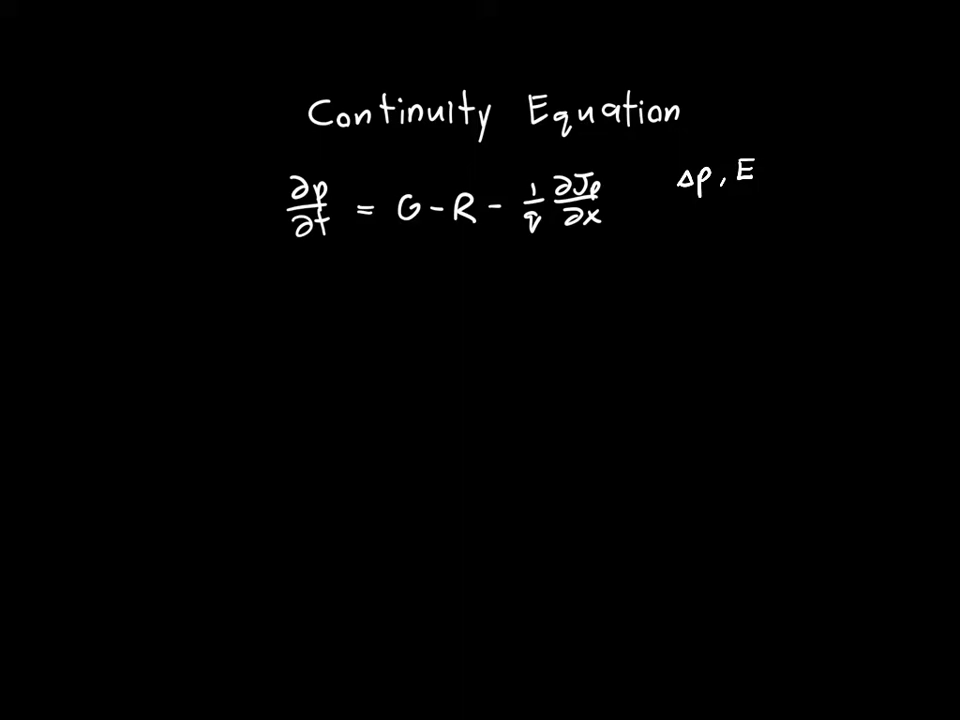 Continuity Equation
∂p/∂t = G - R - 1/q ∂Jp/∂x
Δp, E